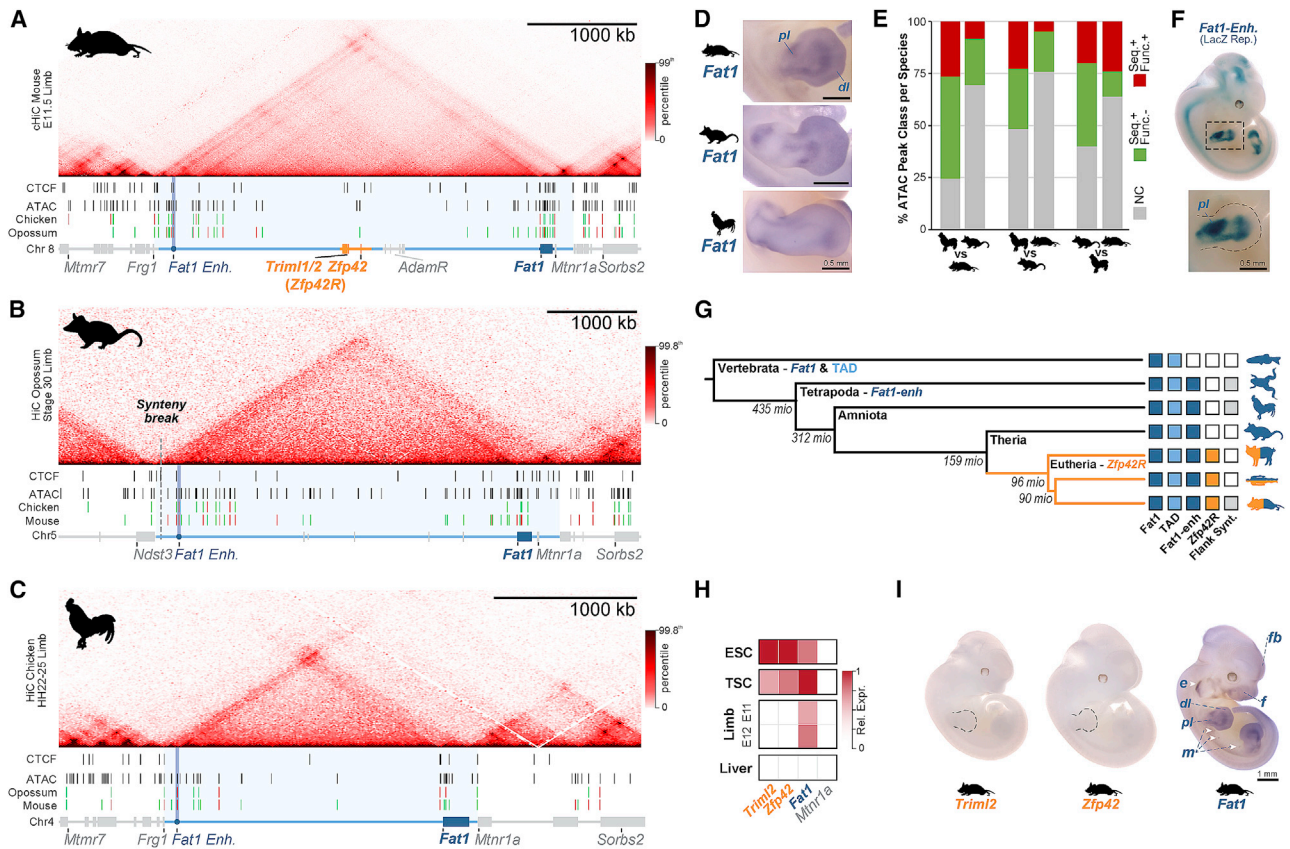 A
1000 kb
cHiC Mouse
E11.5 Limb
99th
percentile
0
CTCF
ATAC
Chicken
Opossum
Chr 8
Mtmr7
Frg1
Fat1 Enh.
Triml1/2 Zfp42
(Zfp42R)
AdamR
Fat1
Mtnr1a
Sorbs2
B
1000 kb
HiC Opossum
Stage 30 Limb
Synteny
break
99.8th
percentile
0
CTCF
ATAC
Chicken
Mouse
Chr5
Ndst3
Fat1 Enh.
Fat1
Mtnr1a
Sorbs2
C
1000 kb
HiC Chicken
HH22-25 Limb
99.8th
percentile
0
CTCF
ATAC
Opossum
Mouse
Chr4
Mtmr7
Frg1
Fat1 Enh.
Fat1
Mtnr1a
Sorbs2
D
Fat1
pl
dl
Fat1
Fat1
0.5 mm
E
% ATAC Peak Class per Species
100
75
50
25
0
vs
vs
vs
Seq.+
Func.+
Seq.+
Func.-
NC
F
Fat1-Enh.
(LacZ Rep.)
pl
0.5 mm
G
Vertebrata - Fat1 & TAD
Tetrapoda - Fat1-enh
435 mio
Amniota
312 mio
Theria
159 mio
Eutheria - Zfp42R
96 mio
90 mio
Fat1
TAD
Fat1-enh
Zfp42R
Flank Synt.
H
ESC
TSC
Limb
E11
E12
Liver
1
Rel. Expr.
0
Triml2
Zfp42
Fat1
Mtnr1a
I
fb
e
f
dl
pl
m
1 mm
Triml2
Zfp42
Fat1